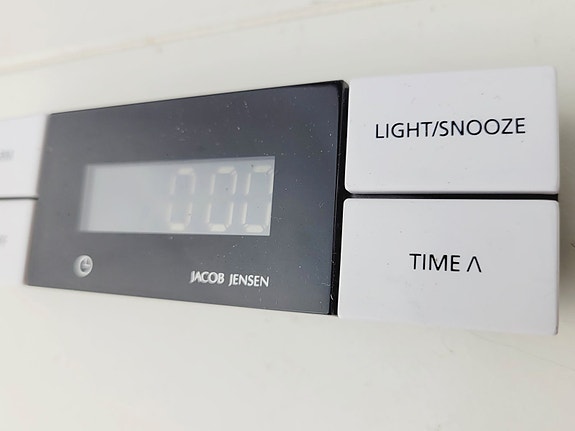 LIGHT/SNOOZE
0:00
TIME Λ
JACOB JENSEN